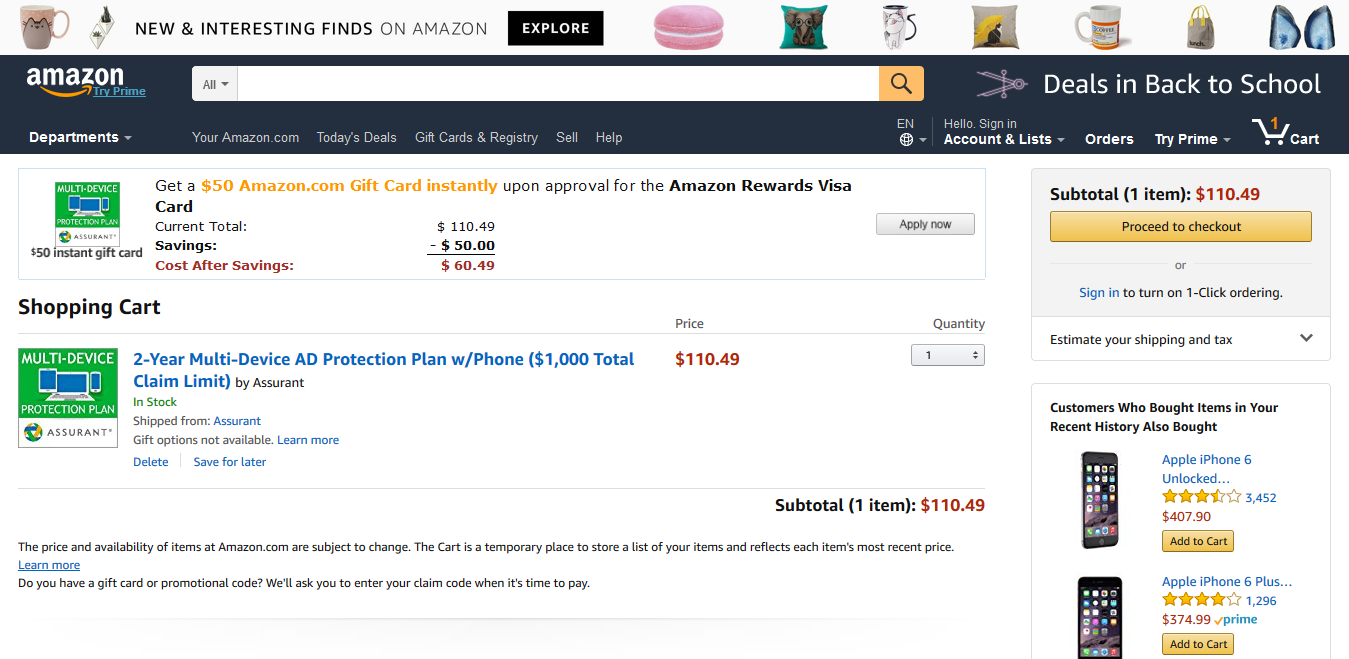 NEW & INTERESTING FINDS ON AMAZON EXPLORE
amazon
Try Prime
All
Deals in Back to School
Departments
Your Amazon.com Today's Deals Gift Cards & Registry Sell Help
EN
Hello. Sign in
Account & Lists
Orders
Try Prime
1
Cart
MULTI-DEVICE
PROTECTION PLAN
ASSURANT
$50 instant gift card
Get a $50 Amazon.com Gift Card instantly upon approval for the Amazon Rewards Visa
Card
Current Total: $ 110.49
Savings: - $ 50.00
Cost After Savings: $ 60.49
Apply now
Subtotal (1 item): $110.49
Proceed to checkout
or
Sign in to turn on 1-Click ordering.
Estimate your shipping and tax
Shopping Cart
Price Quantity
MULTI-DEVICE
PROTECTION PLAN
ASSURANT
2-Year Multi-Device AD Protection Plan w/Phone ($1,000 Total
Claim Limit) by Assurant
$110.49
1
In Stock
Shipped from: Assurant
Gift options not available. Learn more
Delete Save for later
Subtotal (1 item): $110.49
The price and availability of items at Amazon.com are subject to change. The Cart is a temporary place to store a list of your items and reflects each item's most recent price.
Learn more
Do you have a gift card or promotional code? We'll ask you to enter your claim code when it's time to pay.
Customers Who Bought Items in Your
Recent History Also Bought
Apple iPhone 6
Unlocked…
3,452
$407.90
Add to Cart
Apple iPhone 6 Plus…
1,296
$374.99 prime
Add to Cart